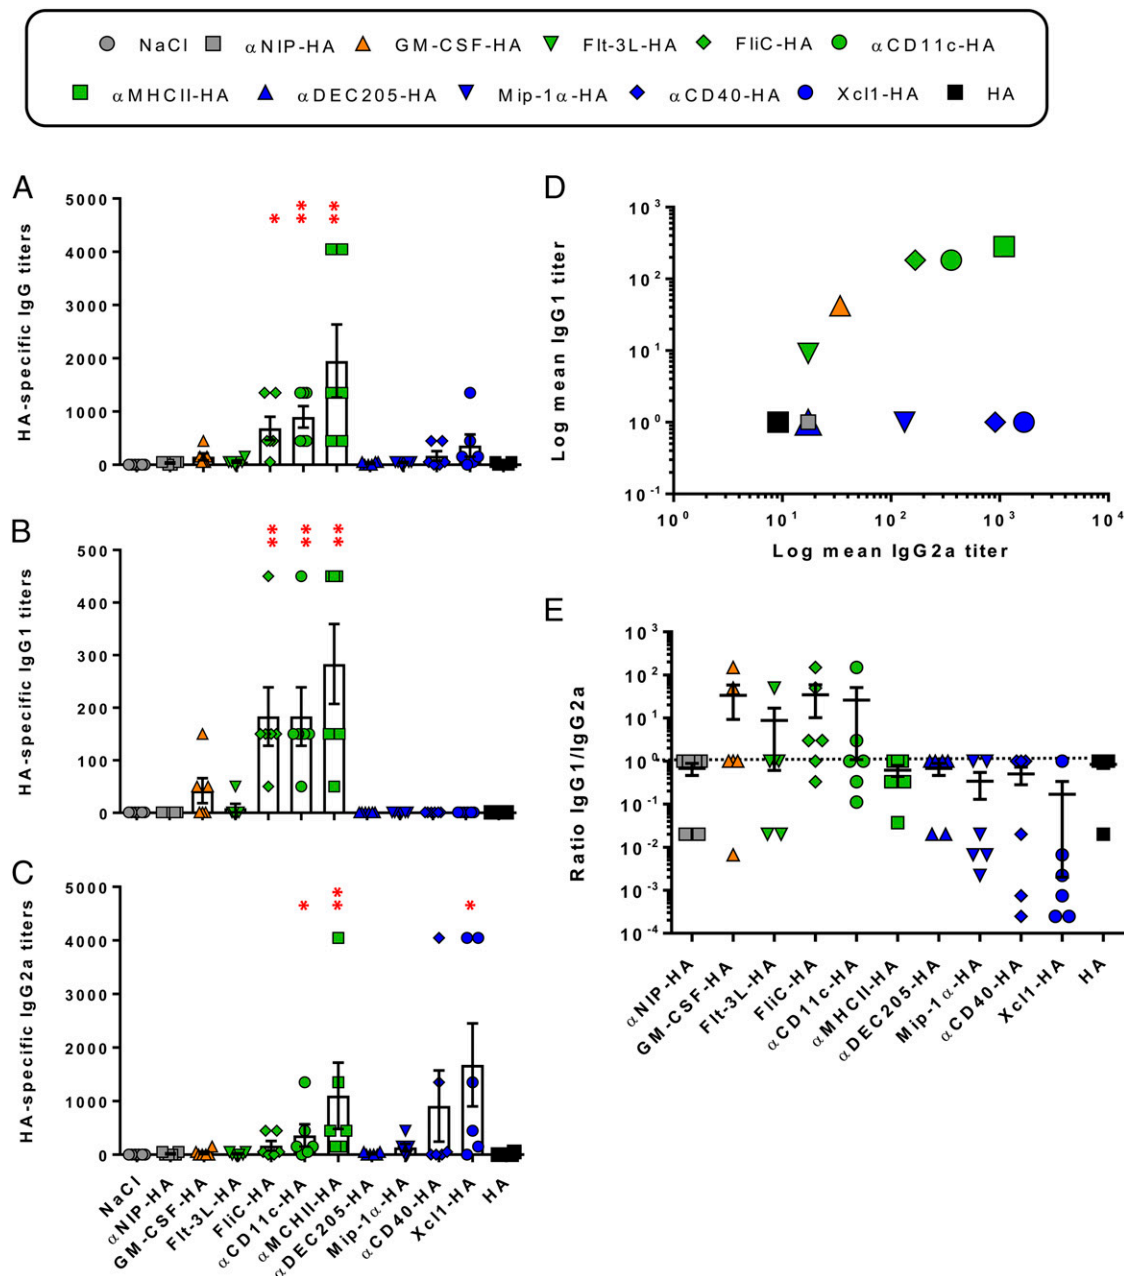 NaCl αNIP-HA GM-CSF-HA Flt-3L-HA FliC-HA αCD11c-HA
αMHCII-HA αDEC205-HA Mip-1α-HA αCD40-HA Xcl1-HA HA
A
HA-specific IgG titers
5000
4000
3000
2000
1000
0
*
**
**
B
HA-specific IgG1 titers
500
400
300
200
100
0
**
**
**
C
HA-specific IgG2a titers
5000
4000
3000
2000
1000
0
*
**
*
NaCl
αNIP-HA
GM-CSF-HA
Flt-3L-HA
FliC-HA
αCD11c-HA
αMCHII-HA
αDEC205-HA
Mip-1α-HA
αCD40-HA
Xcl1-HA
HA
D
Log mean IgG1 titer
10³
10²
10¹
10⁰
10⁻¹
10⁰ 10¹ 10² 10³ 10⁴
Log mean IgG2a titer
E
Ratio IgG1/IgG2a
10³
10²
10¹
10⁰
10⁻¹
10⁻²
10⁻³
10⁻⁴
αNIP-HA
GM-CSF-HA
Flt-3L-HA
FliC-HA
αCD11c-HA
αMHCII-HA
αDEC205-HA
Mip-1α-HA
αCD40-HA
Xcl1-HA
HA